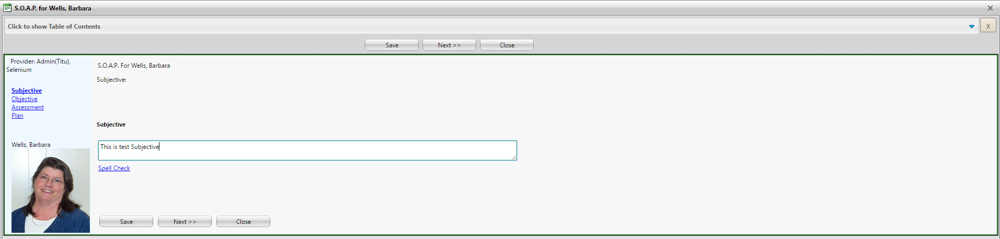 S.O.A.P. for Wells, Barbara
Click to show Table of Contents
X
Save
Next >>
Close
Provider: Admin(Titu),
Selenium
Subjective
Objective
Assessment
Plan
Wells, Barbara
S.O.A.P. For Wells, Barbara
Subjective:
Subjective
This is test Subjective
Spell Check
Save
Next >>
Close